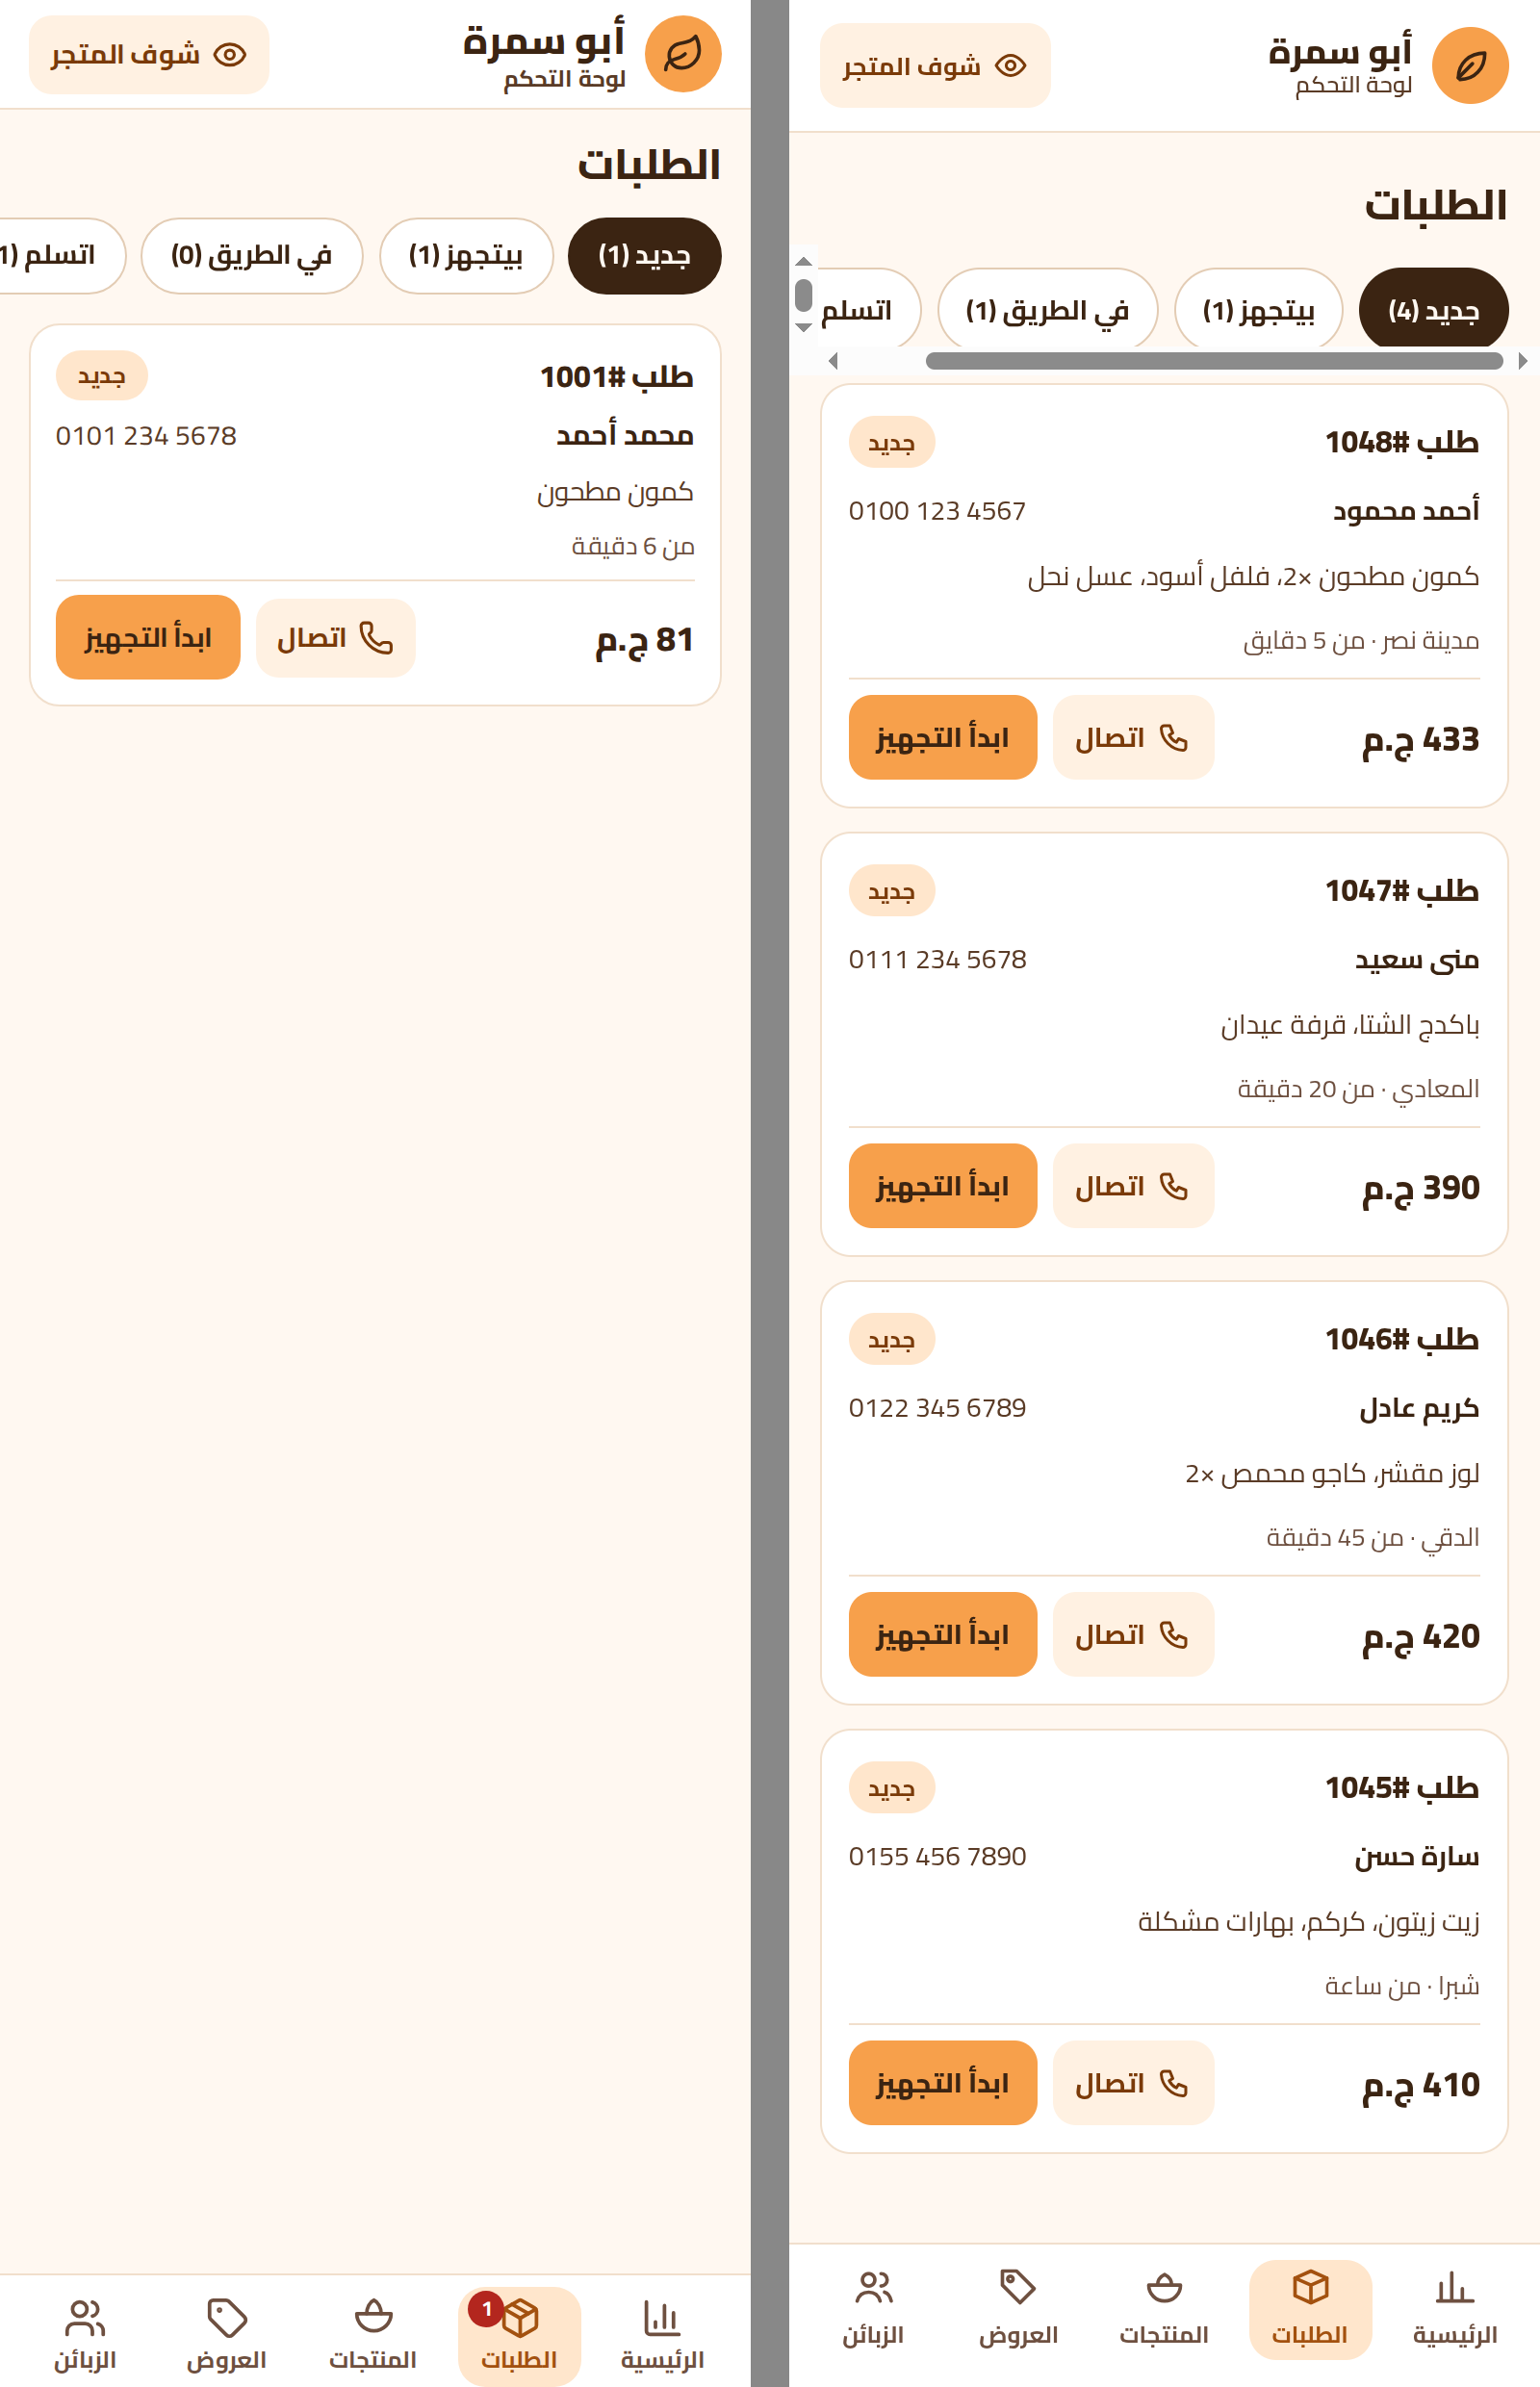 أبو سمرة
لوحة التحكم
شوف المتجر
الطلبات
جديد (1)
بيتجهز (1)
في الطريق (0)
اتسلم (1
طلب #1001
جديد
محمد أحمد
0101 234 5678
كمون مطحون
من 6 دقيقة
81 ج.م
اتصال
ابدأ التجهيز
الرئيسية
1
الطلبات
المنتجات
العروض
الزبائن
أبو سمرة
لوحة التحكم
شوف المتجر
الطلبات
جديد (4)
بيتجهز (1)
في الطريق (1)
اتسلم
طلب #1048
جديد
أحمد محمود
0100 123 4567
كمون مطحون ×2، فلفل أسود، عسل نحل
مدينة نصر · من 5 دقايق
433 ج.م
اتصال
ابدأ التجهيز
طلب #1047
جديد
منى سعيد
0111 234 5678
باكدج الشتا، قرفة عيدان
المعادي · من 20 دقيقة
390 ج.م
اتصال
ابدأ التجهيز
طلب #1046
جديد
كريم عادل
0122 345 6789
لوز مقشر، كاجو محمص ×2
الدقي · من 45 دقيقة
420 ج.م
اتصال
ابدأ التجهيز
طلب #1045
جديد
سارة حسن
0155 456 7890
زيت زيتون، كركم، بهارات مشكلة
شبرا · من ساعة
410 ج.م
اتصال
ابدأ التجهيز
الرئيسية
الطلبات
المنتجات
العروض
الزبائن